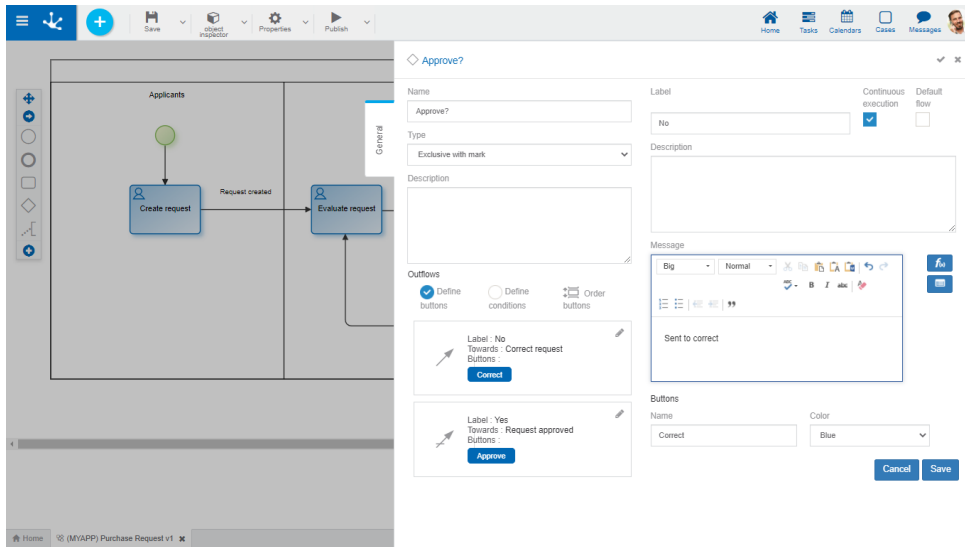 Save
object
inspector
Properties
Publish
Home
Tasks
Calendars
Cases
Messages
Applicants
Create request
Request created
Evaluate request
General
Approve?
Name
Approve?
Type
Exclusive with mark
Description
Outflows
Define
buttons
Define
conditions
Order
buttons
Label : No
Towards : Correct request
Buttons :
Correct
Label : Yes
Towards : Request approved
Buttons :
Approve
Label
Continuous
execution
Default
flow
No
Description
Message
Big
Normal
B I abc
Sent to correct
f(x)
Buttons
Name
Color
Correct
Blue
Cancel
Save
Home
(MYAPP) Purchase Request v1